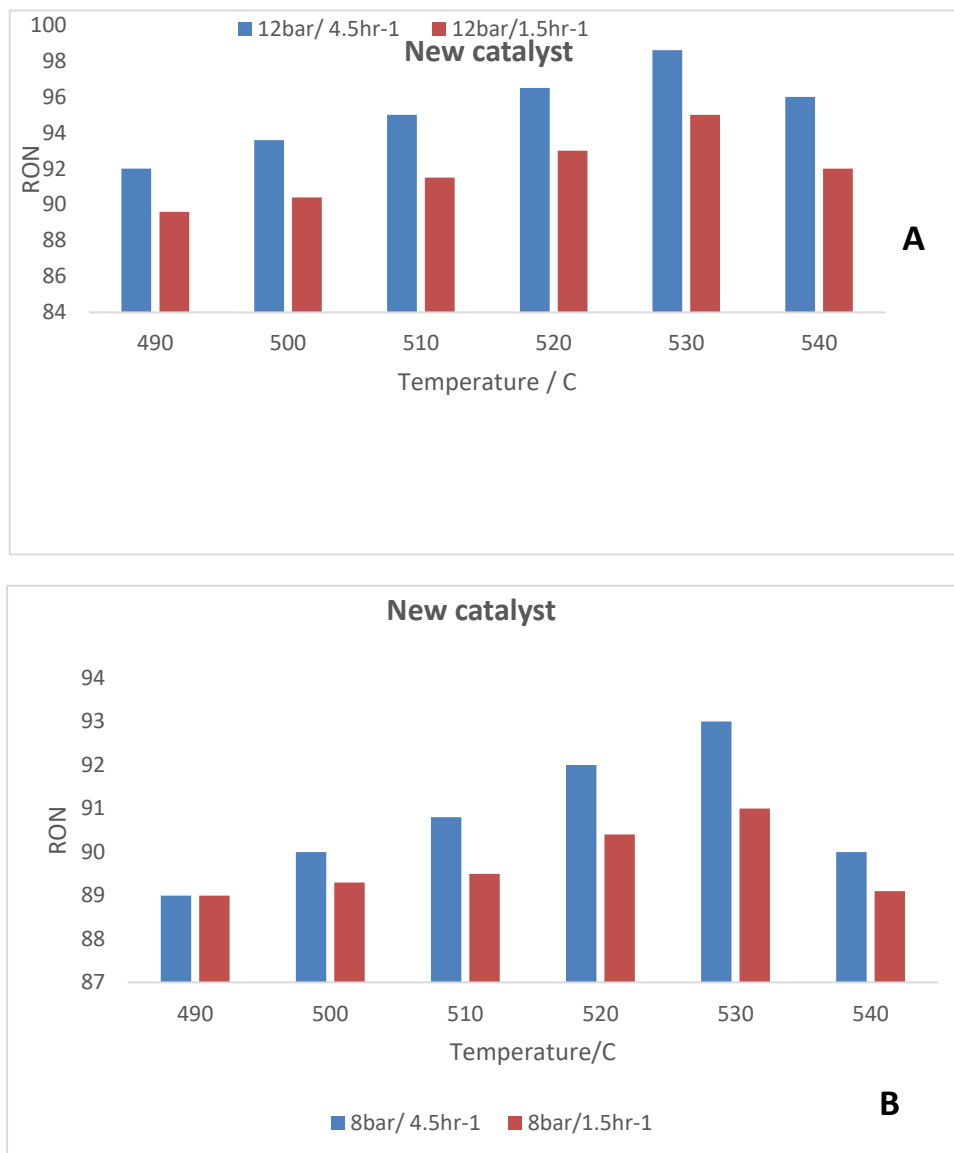 100
12bar/ 4.5hr-1 12bar/1.5hr-1
New catalyst
98
96
94
92
90
88
86
84
RON
A
490 500 510 520 530 540
Temperature / C
New catalyst
94
93
92
91
90
89
88
87
RON
490 500 510 520 530 540
Temperature/C
B
8bar/ 4.5hr-1 8bar/1.5hr-1